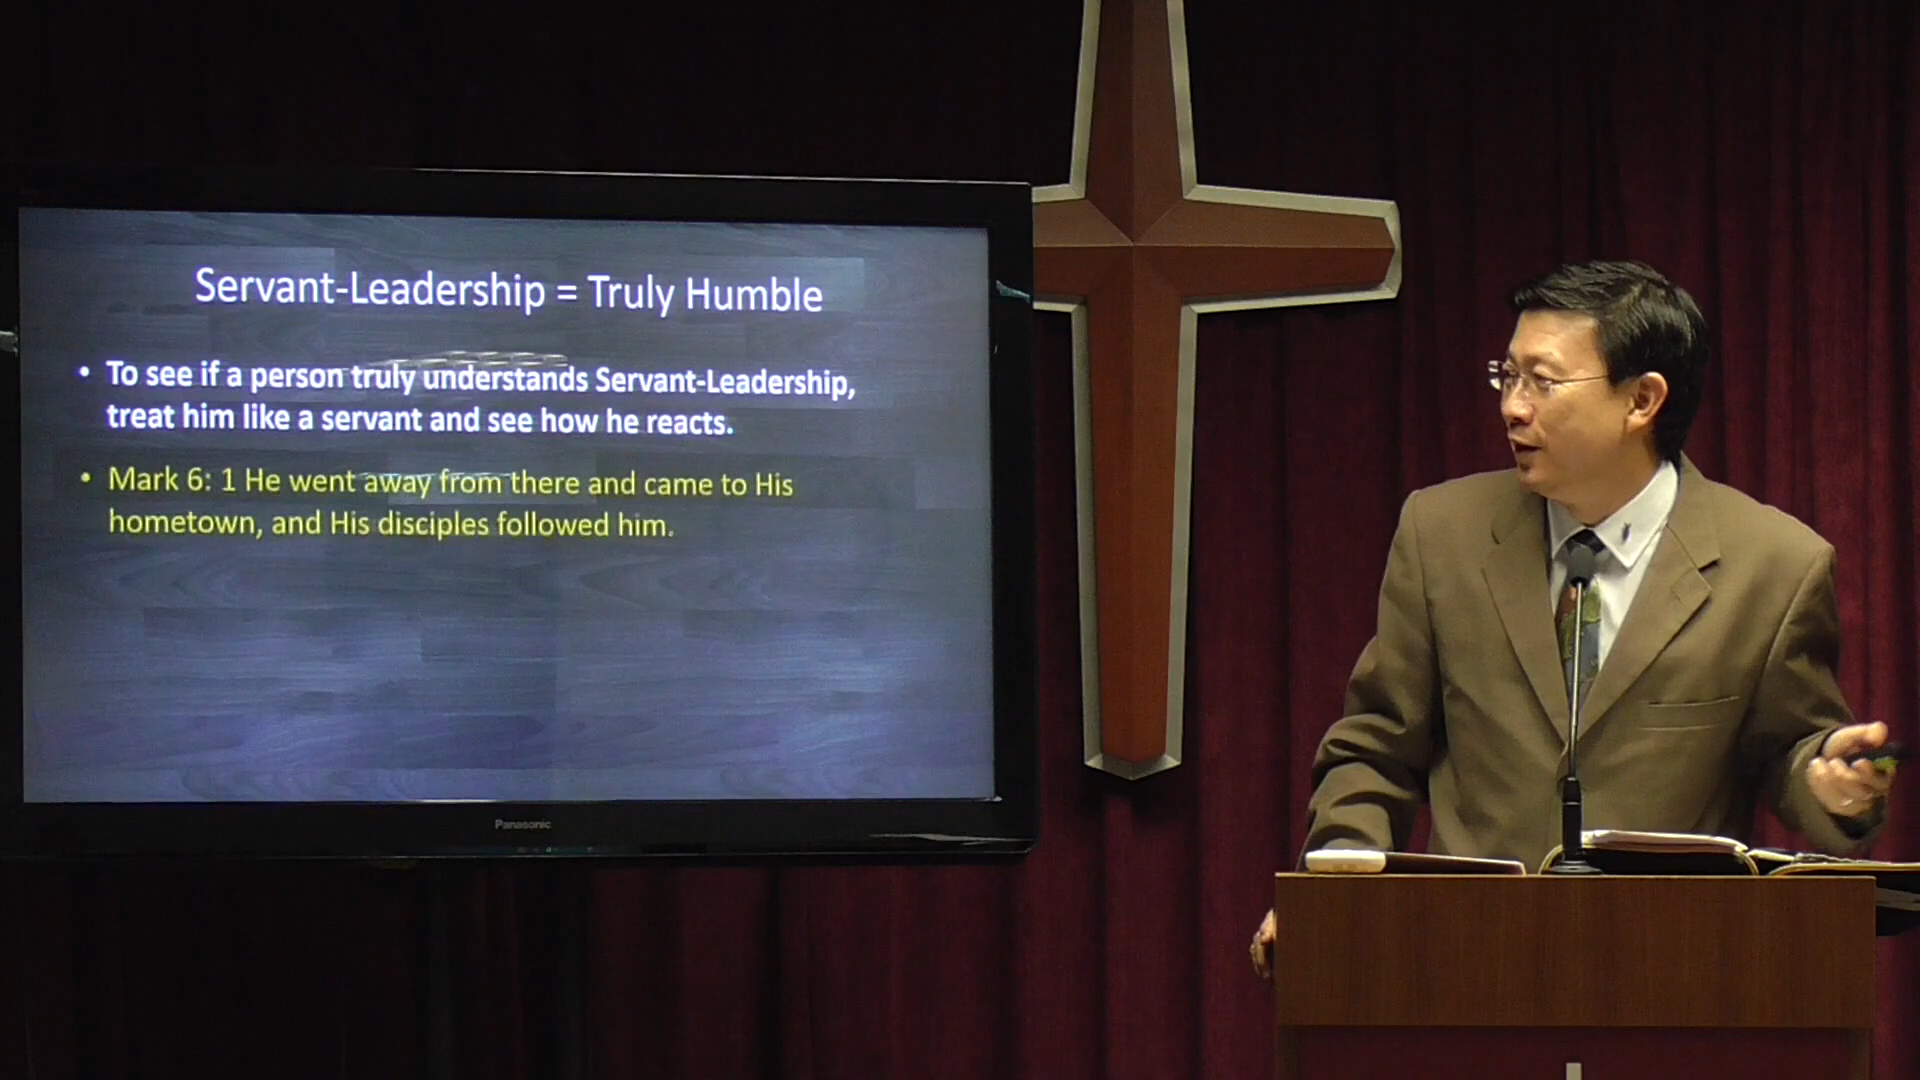 Servant-Leadership = Truly Humble
• To see if a person truly understands Servant-Leadership,
treat him like a servant and see how he reacts.
• Mark 6: 1 He went away from there and came to His
hometown, and His disciples followed him.
Panasonic